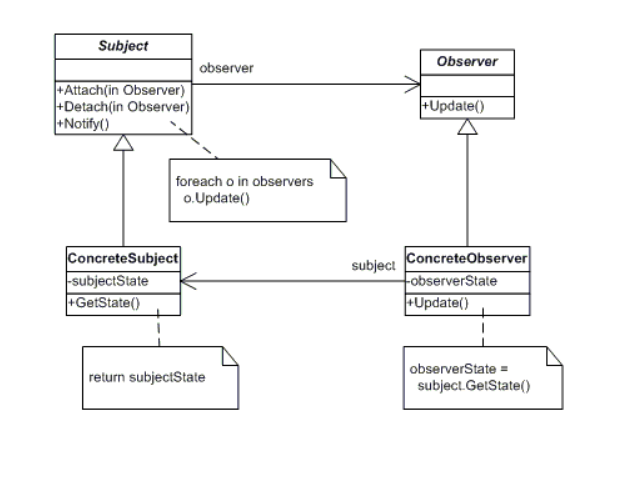 Subject
+Attach(in Observer)
+Detach(in Observer)
+Notify()
observer
Observer
+Update()
foreach o in observers
o.Update()
ConcreteSubject
-subjectState
+GetState()
subject
ConcreteObserver
-observerState
+Update()
return subjectState
observerState =
subject.GetState()